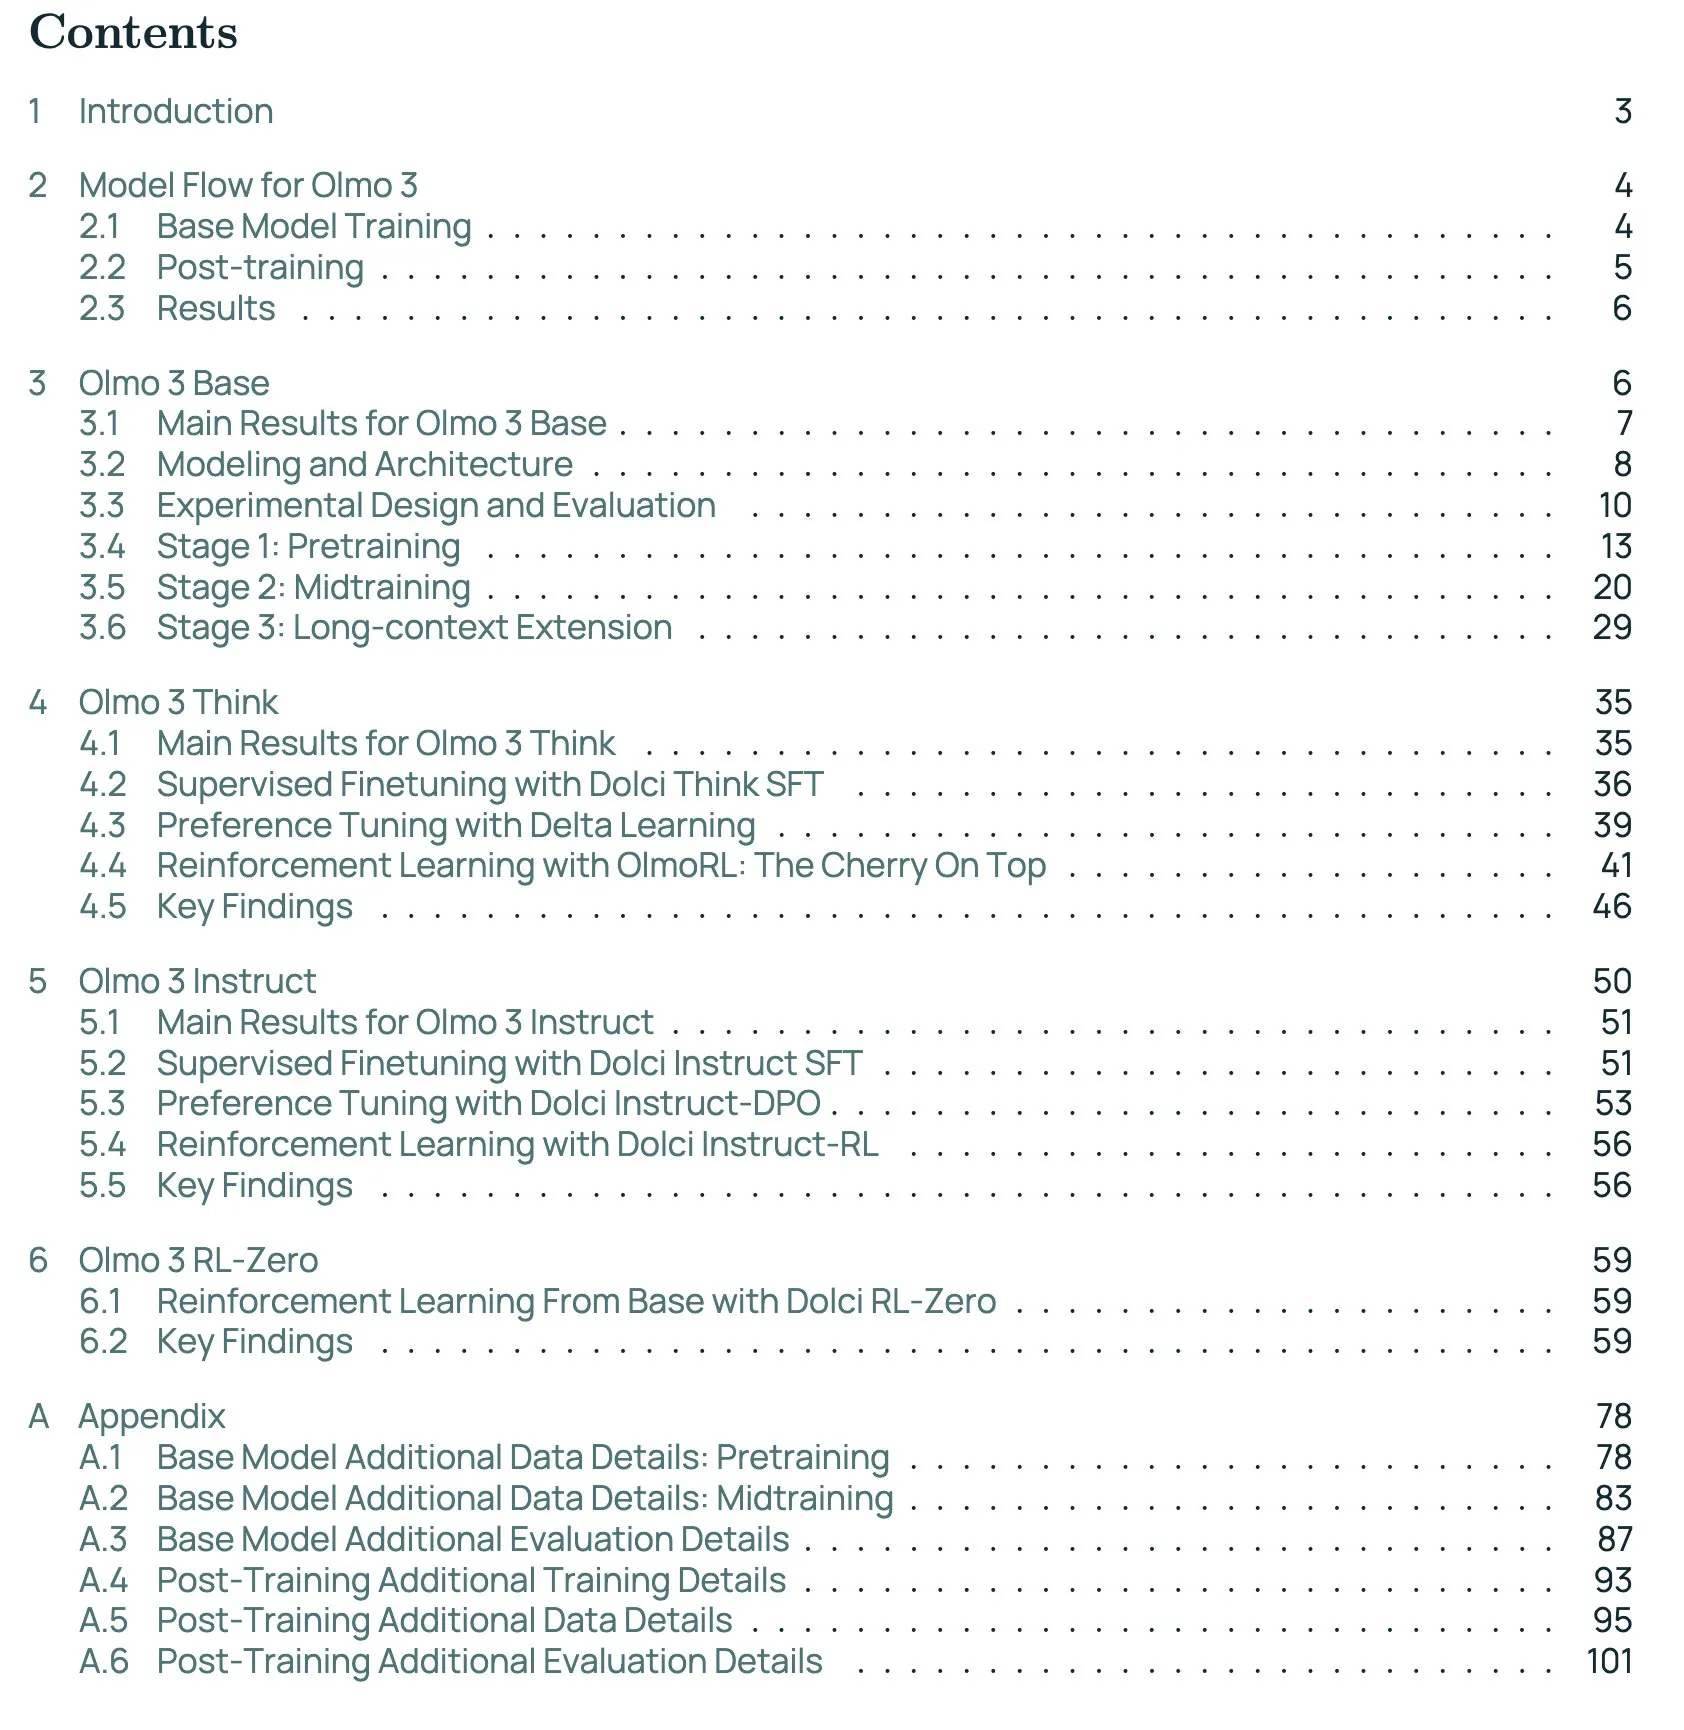 Contents
1 Introduction 3
2 Model Flow for Olmo 3 4
2.1 Base Model Training . . . . . . . . . . . . . . . . . . . . . . . . . . . . . . . . . . . . . . . . . 4
2.2 Post-training . . . . . . . . . . . . . . . . . . . . . . . . . . . . . . . . . . . . . . . . . . . . . 5
2.3 Results . . . . . . . . . . . . . . . . . . . . . . . . . . . . . . . . . . . . . . . . . . . . . . . . 6
3 Olmo 3 Base 6
3.1 Main Results for Olmo 3 Base . . . . . . . . . . . . . . . . . . . . . . . . . . . . . . . . . . . . 7
3.2 Modeling and Architecture . . . . . . . . . . . . . . . . . . . . . . . . . . . . . . . . . . . . . 8
3.3 Experimental Design and Evaluation . . . . . . . . . . . . . . . . . . . . . . . . . . . . . . . 10
3.4 Stage 1: Pretraining . . . . . . . . . . . . . . . . . . . . . . . . . . . . . . . . . . . . . . . . . 13
3.5 Stage 2: Midtraining . . . . . . . . . . . . . . . . . . . . . . . . . . . . . . . . . . . . . . . . . 20
3.6 Stage 3: Long-context Extension . . . . . . . . . . . . . . . . . . . . . . . . . . . . . . . . . 29
4 Olmo 3 Think 35
4.1 Main Results for Olmo 3 Think . . . . . . . . . . . . . . . . . . . . . . . . . . . . . . . . . . . 35
4.2 Supervised Finetuning with Dolci Think SFT . . . . . . . . . . . . . . . . . . . . . . . . . . . 36
4.3 Preference Tuning with Delta Learning . . . . . . . . . . . . . . . . . . . . . . . . . . . . . . 39
4.4 Reinforcement Learning with OlmoRL: The Cherry On Top . . . . . . . . . . . . . . . . . . . 41
4.5 Key Findings . . . . . . . . . . . . . . . . . . . . . . . . . . . . . . . . . . . . . . . . . . . . . 46
5 Olmo 3 Instruct 50
5.1 Main Results for Olmo 3 Instruct . . . . . . . . . . . . . . . . . . . . . . . . . . . . . . . . . . 51
5.2 Supervised Finetuning with Dolci Instruct SFT . . . . . . . . . . . . . . . . . . . . . . . . . . 51
5.3 Preference Tuning with Dolci Instruct-DPO . . . . . . . . . . . . . . . . . . . . . . . . . . . . 53
5.4 Reinforcement Learning with Dolci Instruct-RL . . . . . . . . . . . . . . . . . . . . . . . . . 56
5.5 Key Findings . . . . . . . . . . . . . . . . . . . . . . . . . . . . . . . . . . . . . . . . . . . . . 56
6 Olmo 3 RL-Zero 59
6.1 Reinforcement Learning From Base with Dolci RL-Zero . . . . . . . . . . . . . . . . . . . . . 59
6.2 Key Findings . . . . . . . . . . . . . . . . . . . . . . . . . . . . . . . . . . . . . . . . . . . . . 59
A Appendix 78
A.1 Base Model Additional Data Details: Pretraining . . . . . . . . . . . . . . . . . . . . . . . . . 78
A.2 Base Model Additional Data Details: Midtraining . . . . . . . . . . . . . . . . . . . . . . . . . 83
A.3 Base Model Additional Evaluation Details . . . . . . . . . . . . . . . . . . . . . . . . . . . . . 87
A.4 Post-Training Additional Training Details . . . . . . . . . . . . . . . . . . . . . . . . . . . . . 93
A.5 Post-Training Additional Data Details . . . . . . . . . . . . . . . . . . . . . . . . . . . . . . . 95
A.6 Post-Training Additional Evaluation Details . . . . . . . . . . . . . . . . . . . . . . . . . . . 101